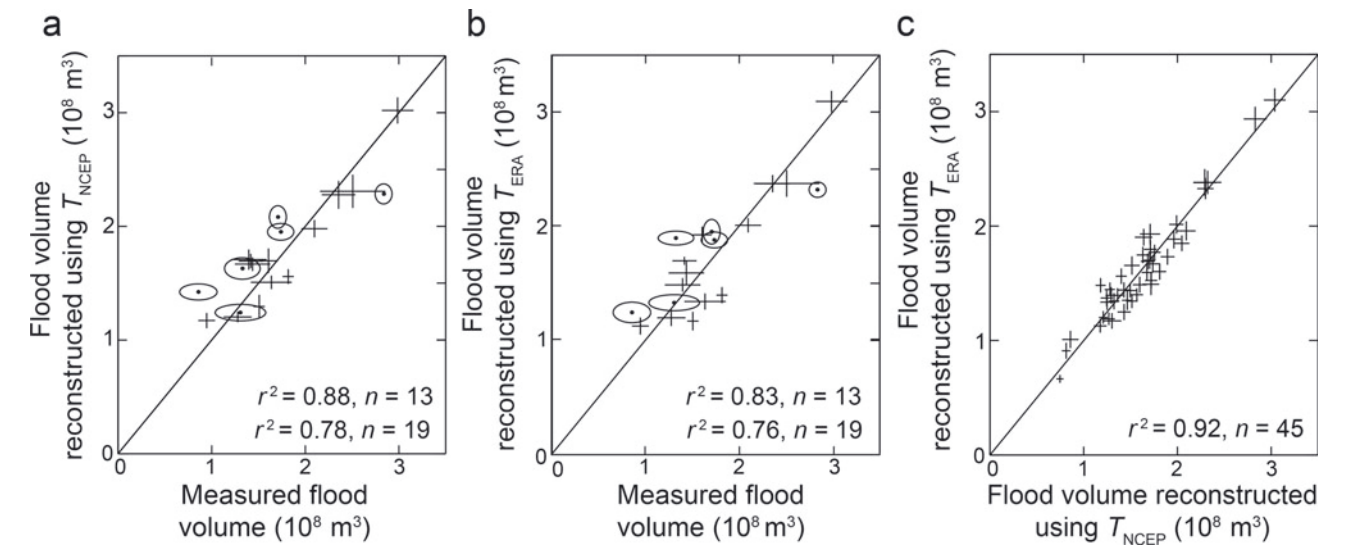 a
Flood volume
reconstructed using T_NCEP (10⁸ m³)
3
2
1
0
0 1 2 3
Measured flood
volume (10⁸ m³)
r² = 0.88, n = 13
r² = 0.78, n = 19
b
Flood volume
reconstructed using T_ERA (10⁸ m³)
3
2
1
0
0 1 2 3
Measured flood
volume (10⁸ m³)
r² = 0.83, n = 13
r² = 0.76, n = 19
c
Flood volume
reconstructed using T_ERA (10⁸ m³)
3
2
1
0
0 1 2 3
Flood volume reconstructed
using T_NCEP (10⁸ m³)
r² = 0.92, n = 45